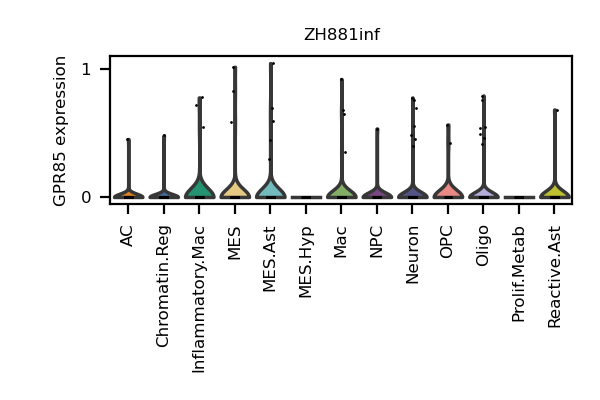 ZH881inf
GPR85 expression
1
0
AC
Chromatin.Reg
Inflammatory.Mac
MES
MES.Ast
MES.Hyp
Mac
NPC
Neuron
OPC
Oligo
Prolif.Metab
Reactive.Ast